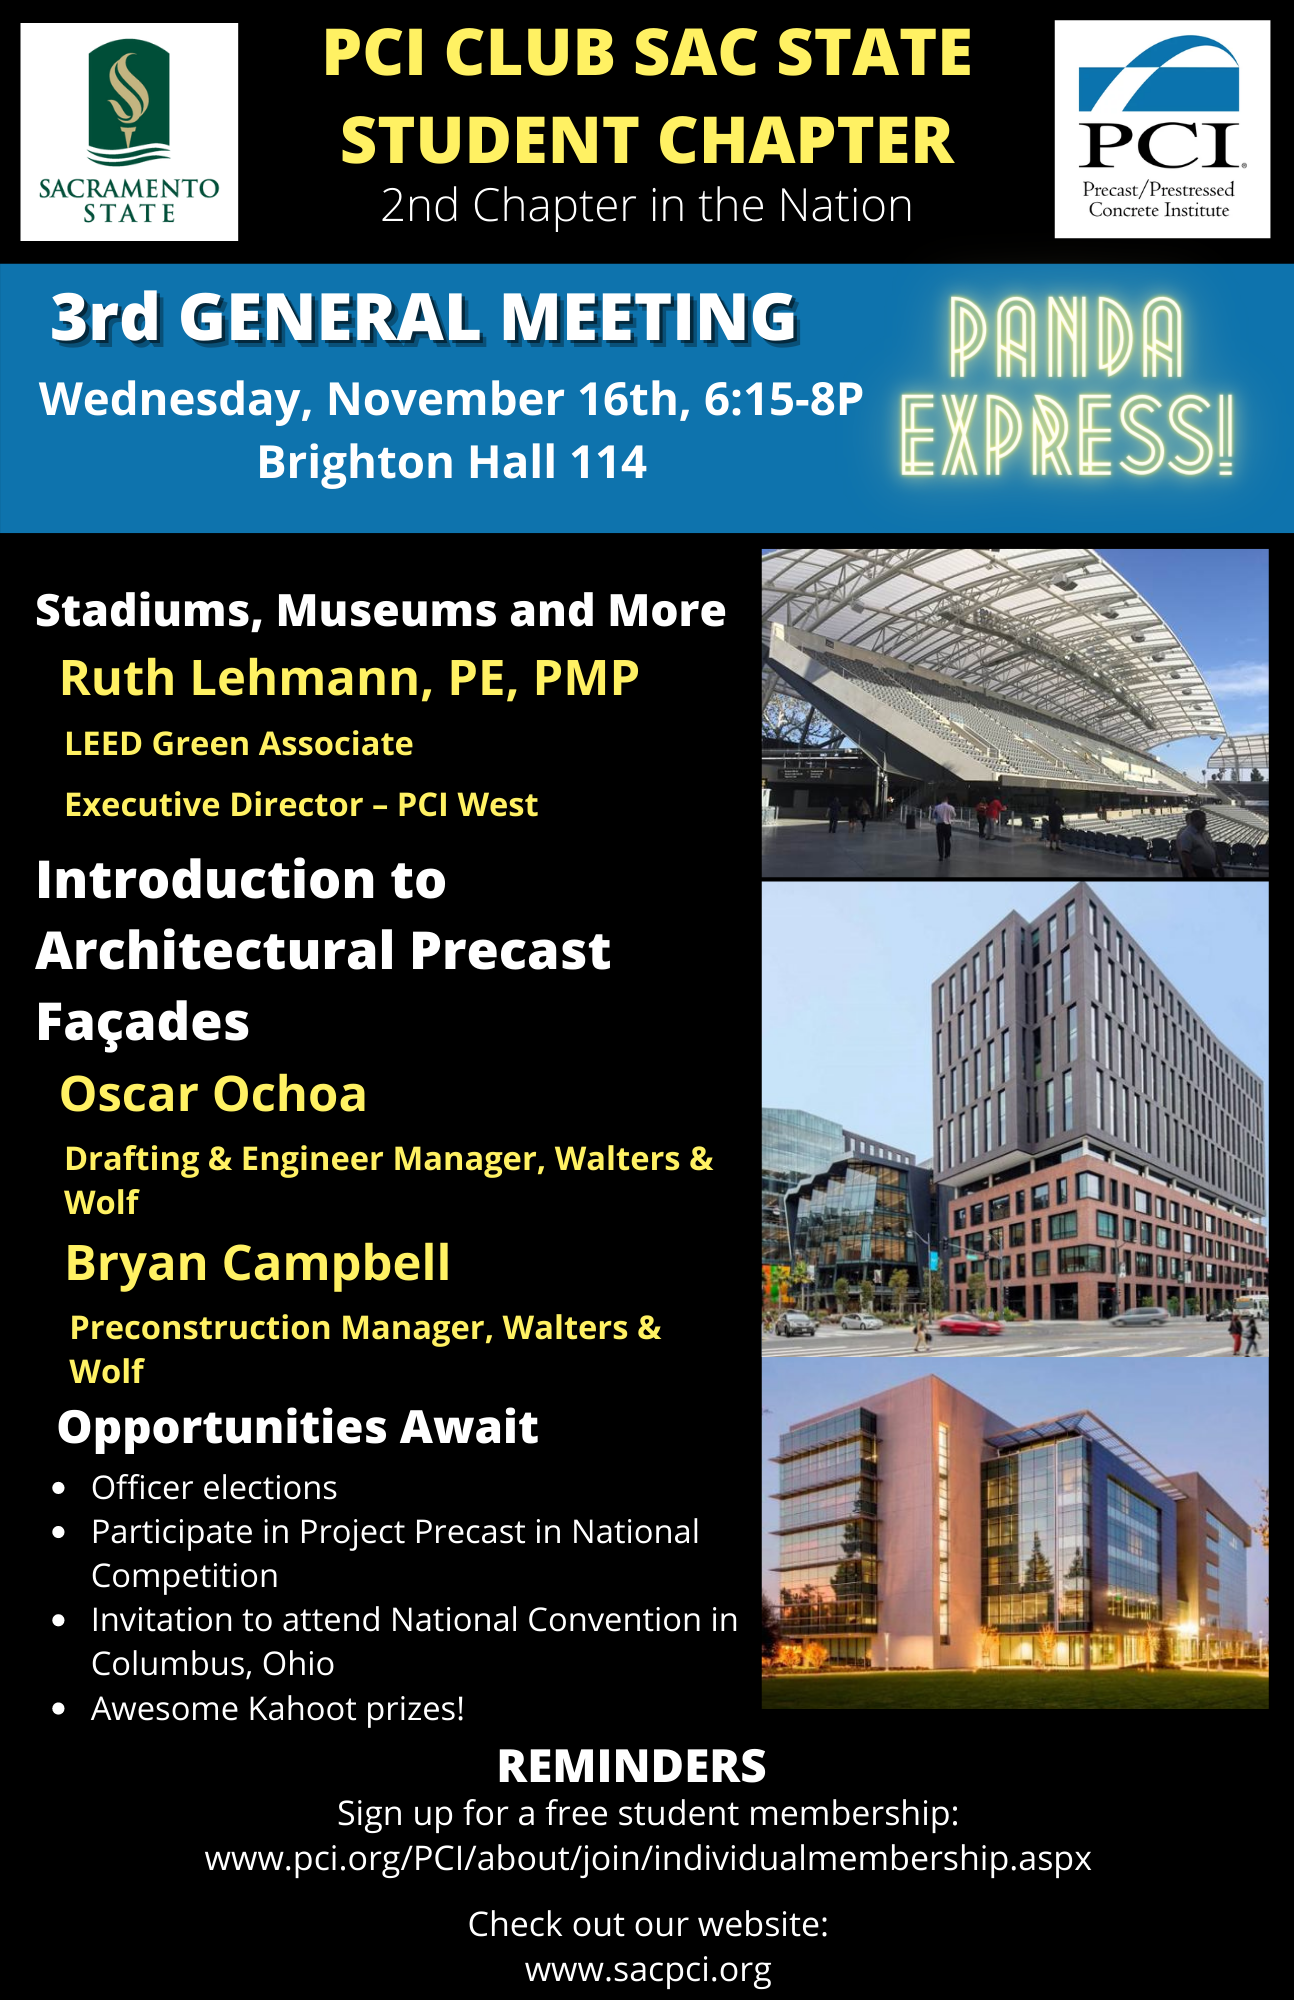 SACRAMENTO
STATE
PCI CLUB SAC STATE
STUDENT CHAPTER
2nd Chapter in the Nation
PCI®
Precast/Prestressed
Concrete Institute
3rd GENERAL MEETING
Wednesday, November 16th, 6:15-8P
Brighton Hall 114
PANDA
EXPRESS!
Stadiums, Museums and More
Ruth Lehmann, PE, PMP
LEED Green Associate
Executive Director – PCI West
Introduction to
Architectural Precast
Façades
Oscar Ochoa
Drafting & Engineer Manager, Walters &
Wolf
Bryan Campbell
Preconstruction Manager, Walters &
Wolf
Opportunities Await
• Officer elections
• Participate in Project Precast in National
Competition
• Invitation to attend National Convention in
Columbus, Ohio
• Awesome Kahoot prizes!
REMINDERS
Sign up for a free student membership:
www.pci.org/PCI/about/join/individualmembership.aspx
Check out our website:
www.sacpci.org